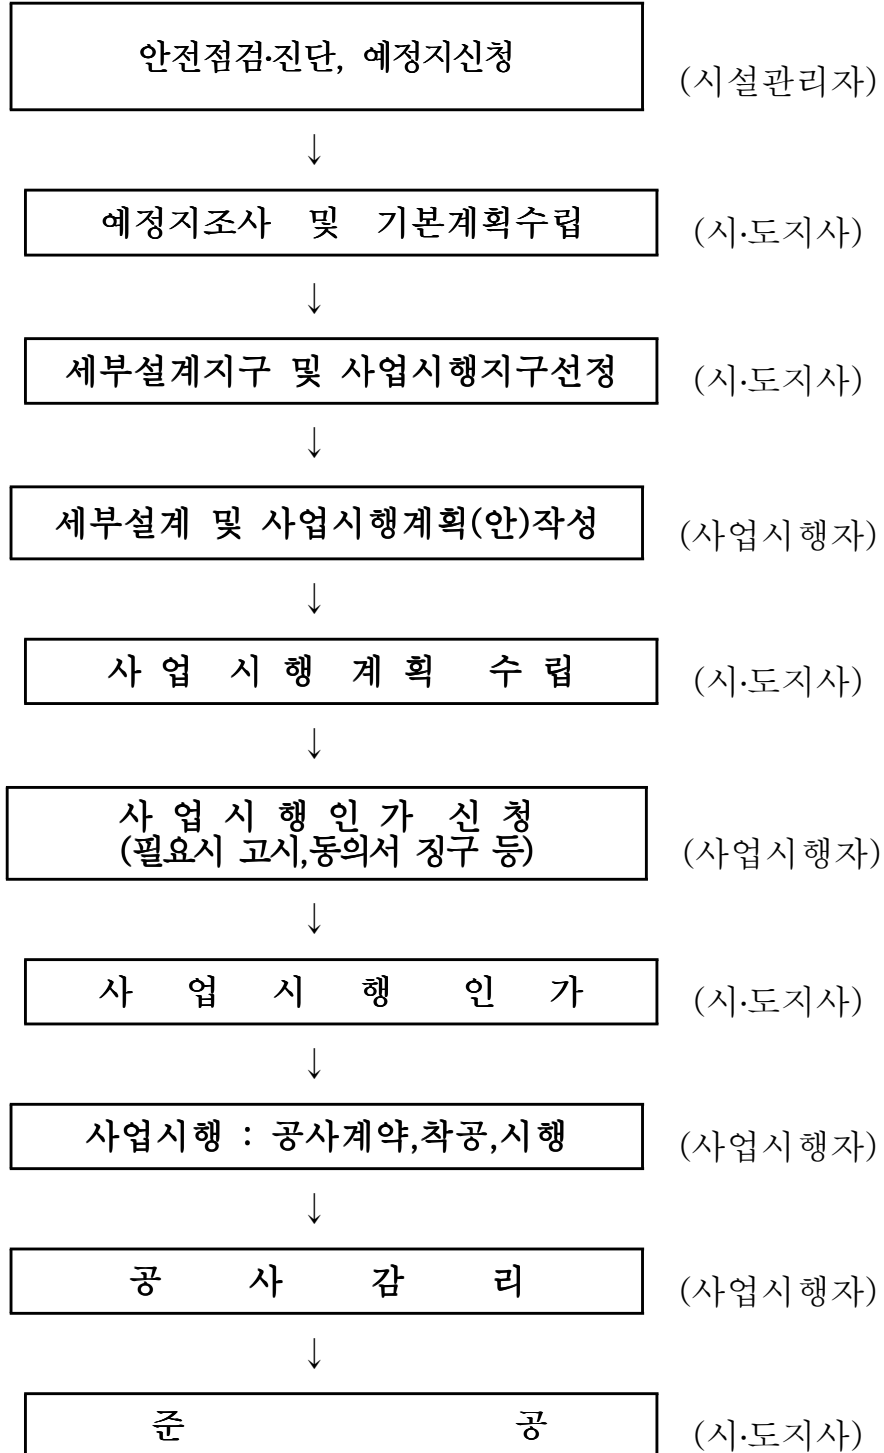 안전점검·진단, 예정지신청
(시설관리자)
↓
예정지조사 및 기본계획수립
(시·도지사)
↓
세부설계지구 및 사업시행지구선정
(시·도지사)
↓
세부설계 및 사업시행계획(안)작성
(사업시행자)
↓
사 업 시 행 계 획 수 립
(시·도지사)
↓
사 업 시 행 인 가 신 청
(필요시 고시,동의서 징구 등)
(사업시행자)
↓
사 업 시 행 인 가
(시·도지사)
↓
사업시행 : 공사계약,착공,시행
(사업시행자)
↓
공 사 감 리
(사업시행자)
↓
준 공
(시·도지사)